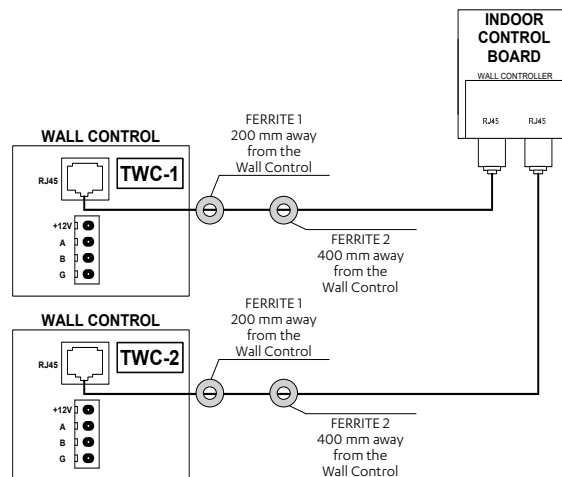 INDOOR
CONTROL
BOARD
WALL CONTROLLER
RJ45 RJ45
FERRITE 1
200 mm away
from the
Wall Control
WALL CONTROL
RJ45
TWC-1
+12V
A
B
G
FERRITE 2
400 mm away
from the
Wall Control
FERRITE 1
200 mm away
from the
Wall Control
WALL CONTROL
RJ45
TWC-2
+12V
A
B
G
FERRITE 2
400 mm away
from the
Wall Control